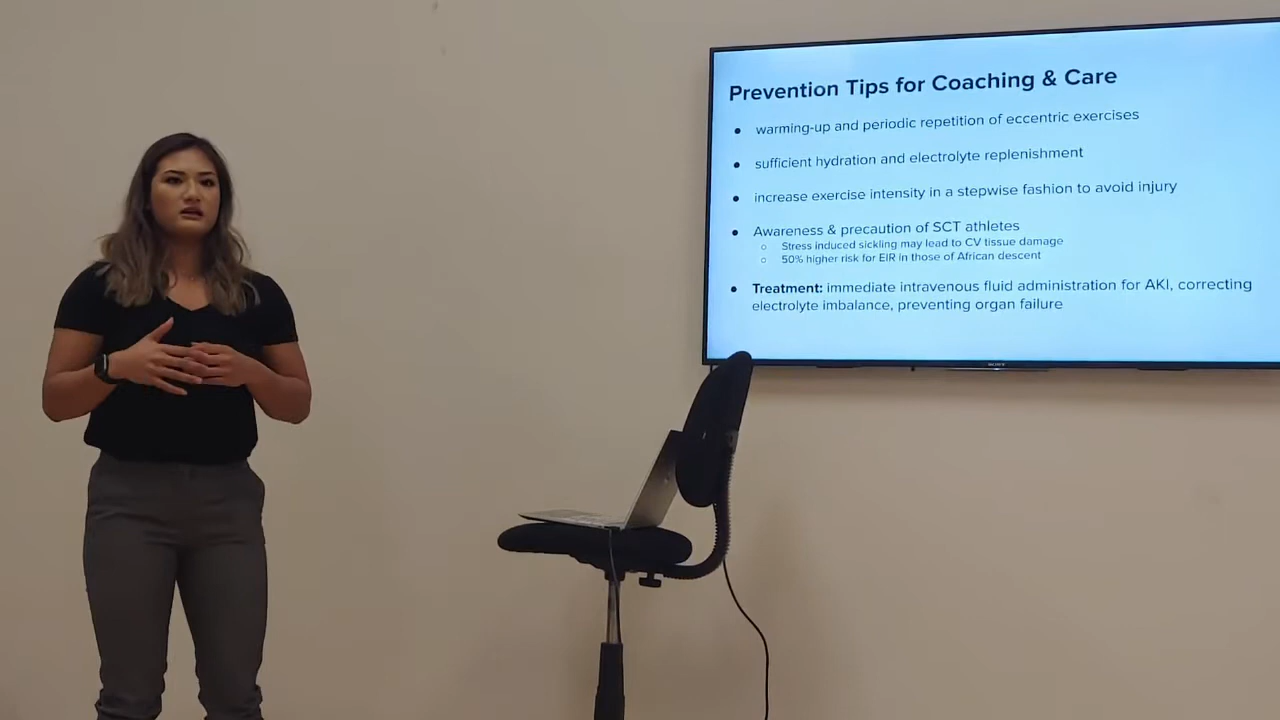 Prevention Tips for Coaching & Care
● warming-up and periodic repetition of eccentric exercises
● sufficient hydration and electrolyte replenishment
● increase exercise intensity in a stepwise fashion to avoid injury
● Awareness & precaution of SCT athletes
○ Stress induced sickling may lead to CV tissue damage
○ 50% higher risk for EIR in those of African descent
● Treatment: immediate intravenous fluid administration for AKI, correcting
electrolyte imbalance, preventing organ failure
SONY